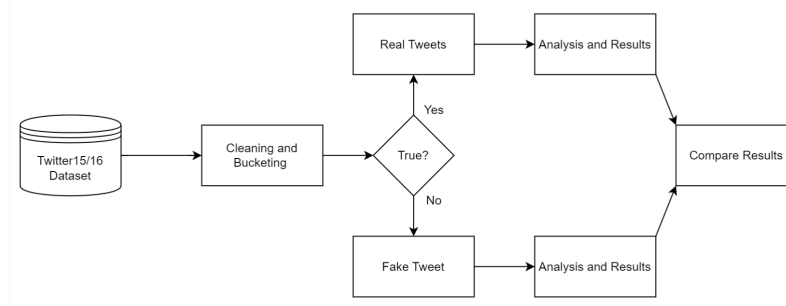 Real Tweets
Analysis and Results
Yes
Twitter15/16
Dataset
Cleaning and
Bucketing
True?
Compare Results
No
Fake Tweet
Analysis and Results